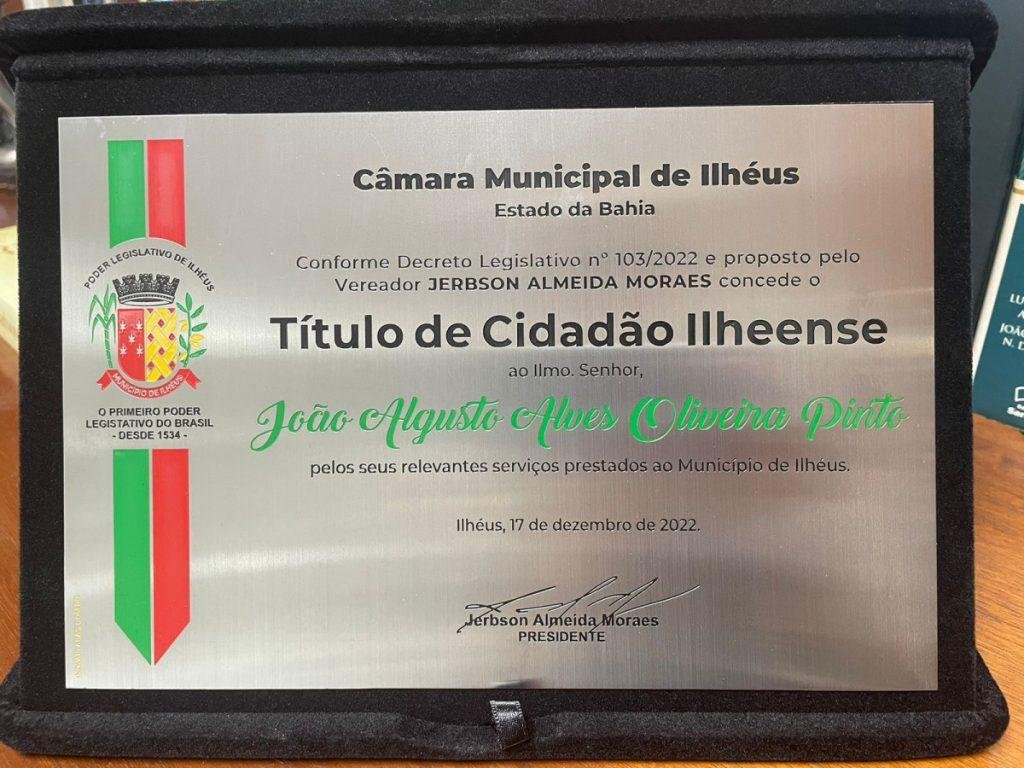 Câmara Municipal de Ilhéus
Estado da Bahia
Conforme Decreto Legislativo nº 103/2022 e proposto pelo
Vereador JERBSON ALMEIDA MORAES concede o
Título de Cidadão Ilheense
ao Ilmo. Senhor,
João Algusto Alves Oliveira Pinto
pelos seus relevantes serviços prestados ao Município de Ilhéus.
Ilhéus, 17 de dezembro de 2022.
Jerbson Almeida Moraes
PRESIDENTE
PODER LEGISLATIVO DE ILHÉUS
MUNICÍPIO DE ILHÉUS
O PRIMEIRO PODER
LEGISLATIVO DO BRASIL
- DESDE 1534 -
LU
JOÃO
N. D